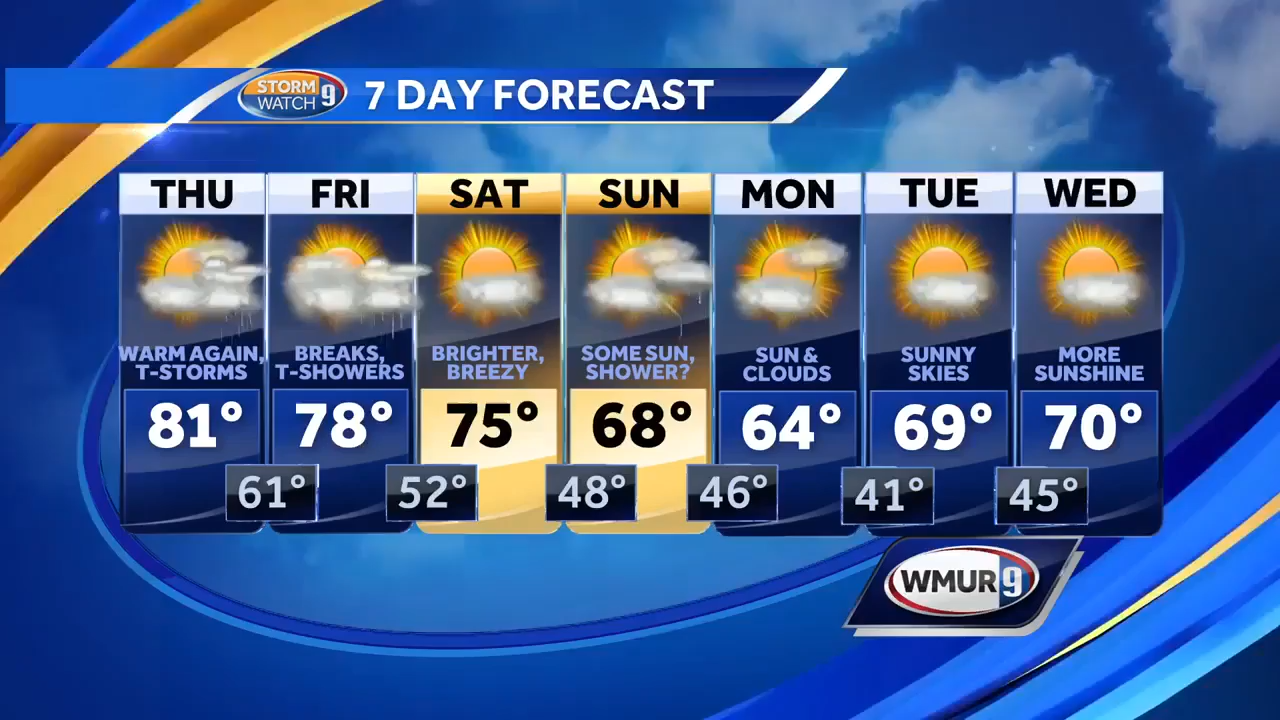 STORM
WATCH 9
7 DAY FORECAST
THU
FRI
SAT
SUN
MON
TUE
WED
WARM AGAIN,
T-STORMS
BREAKS,
T-SHOWERS
BRIGHTER,
BREEZY
SOME SUN,
SHOWER?
SUN &
CLOUDS
SUNNY
SKIES
MORE
SUNSHINE
81°
78°
75°
68°
64°
69°
70°
61°
52°
48°
46°
41°
45°
WMUR 9